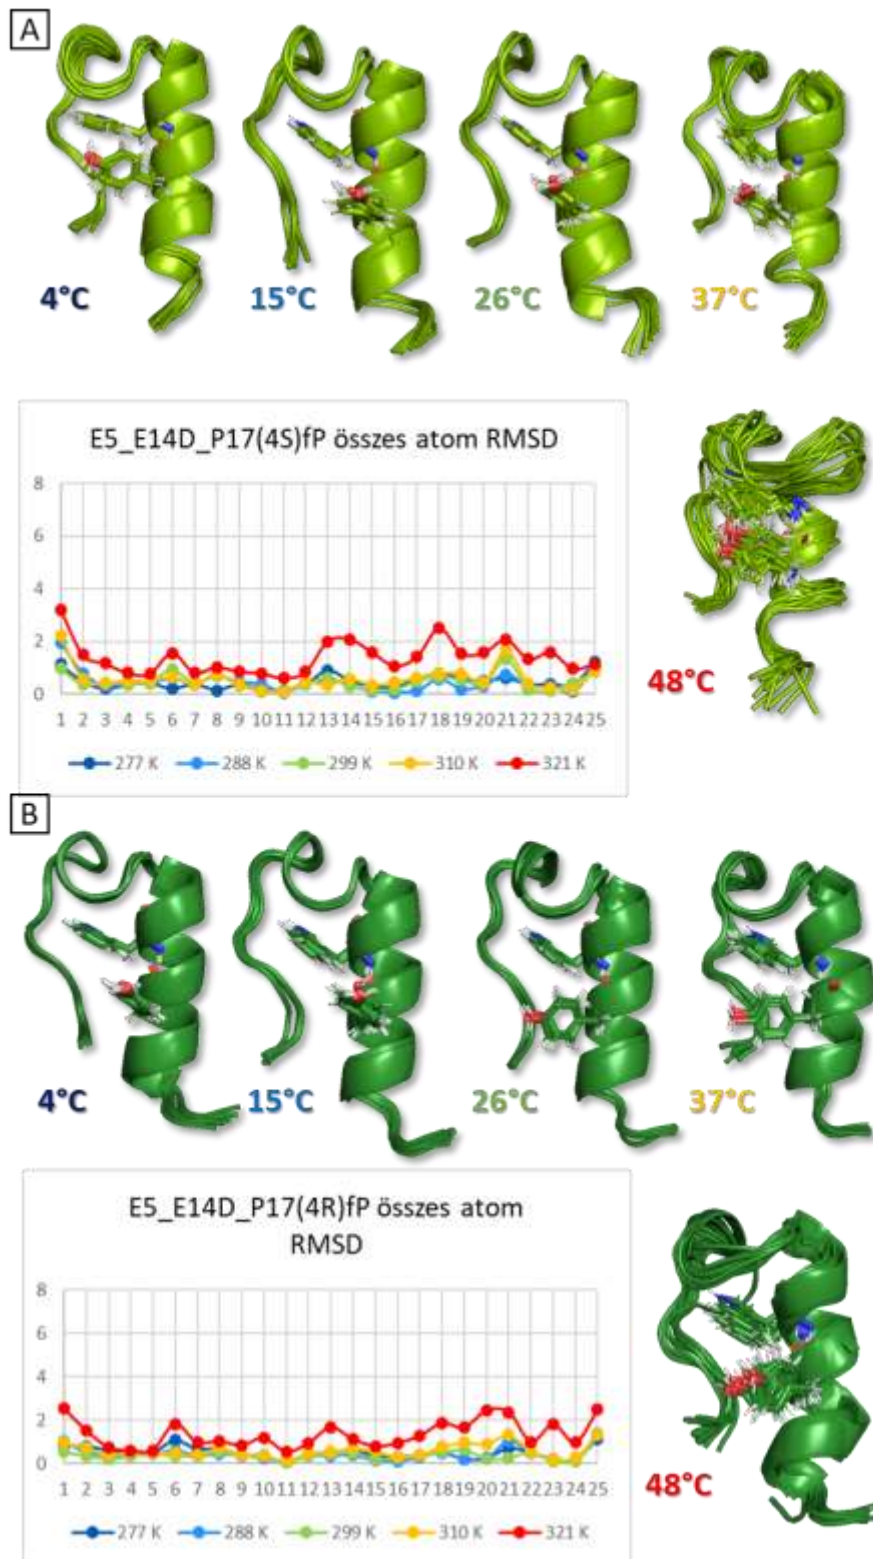 A
4°C 15°C 26°C 37°C
E5_E14D_P17(4S)fP összes atom RMSD
8
6
4
2
0
1 2 3 4 5 6 7 8 9 10 11 12 13 14 15 16 17 18 19 20 21 22 23 24 25
277 K 288 K 299 K 310 K 321 K
48°C
B
4°C 15°C 26°C 37°C
E5_E14D_P17(4R)fP összes atom
RMSD
8
6
4
2
0
1 2 3 4 5 6 7 8 9 10 11 12 13 14 15 16 17 18 19 20 21 22 23 24 25
277 K 288 K 299 K 310 K 321 K
48°C